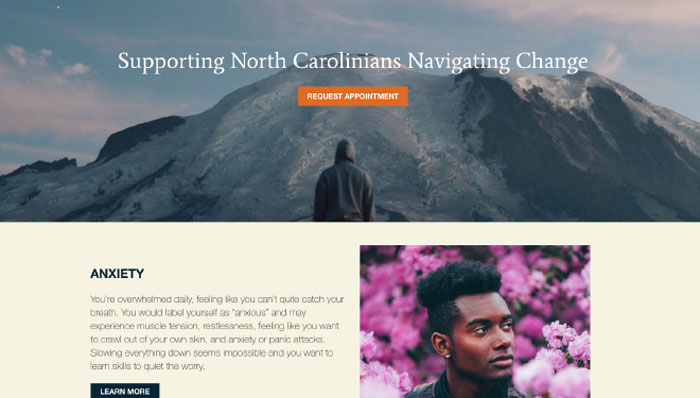 Supporting North Carolinians Navigating Change
REQUEST APPOINTMENT
ANXIETY
You're overwhelmed daily, feeling like you can't quite catch your
breath. You would label yourself as "anxious" and may
experience muscle tension, restlessness, feeling like you want
to crawl out of your own skin, and anxiety or panic attacks.
Slowing everything down seems impossible and you want to
learn skills to quiet the worry.
LEARN MORE